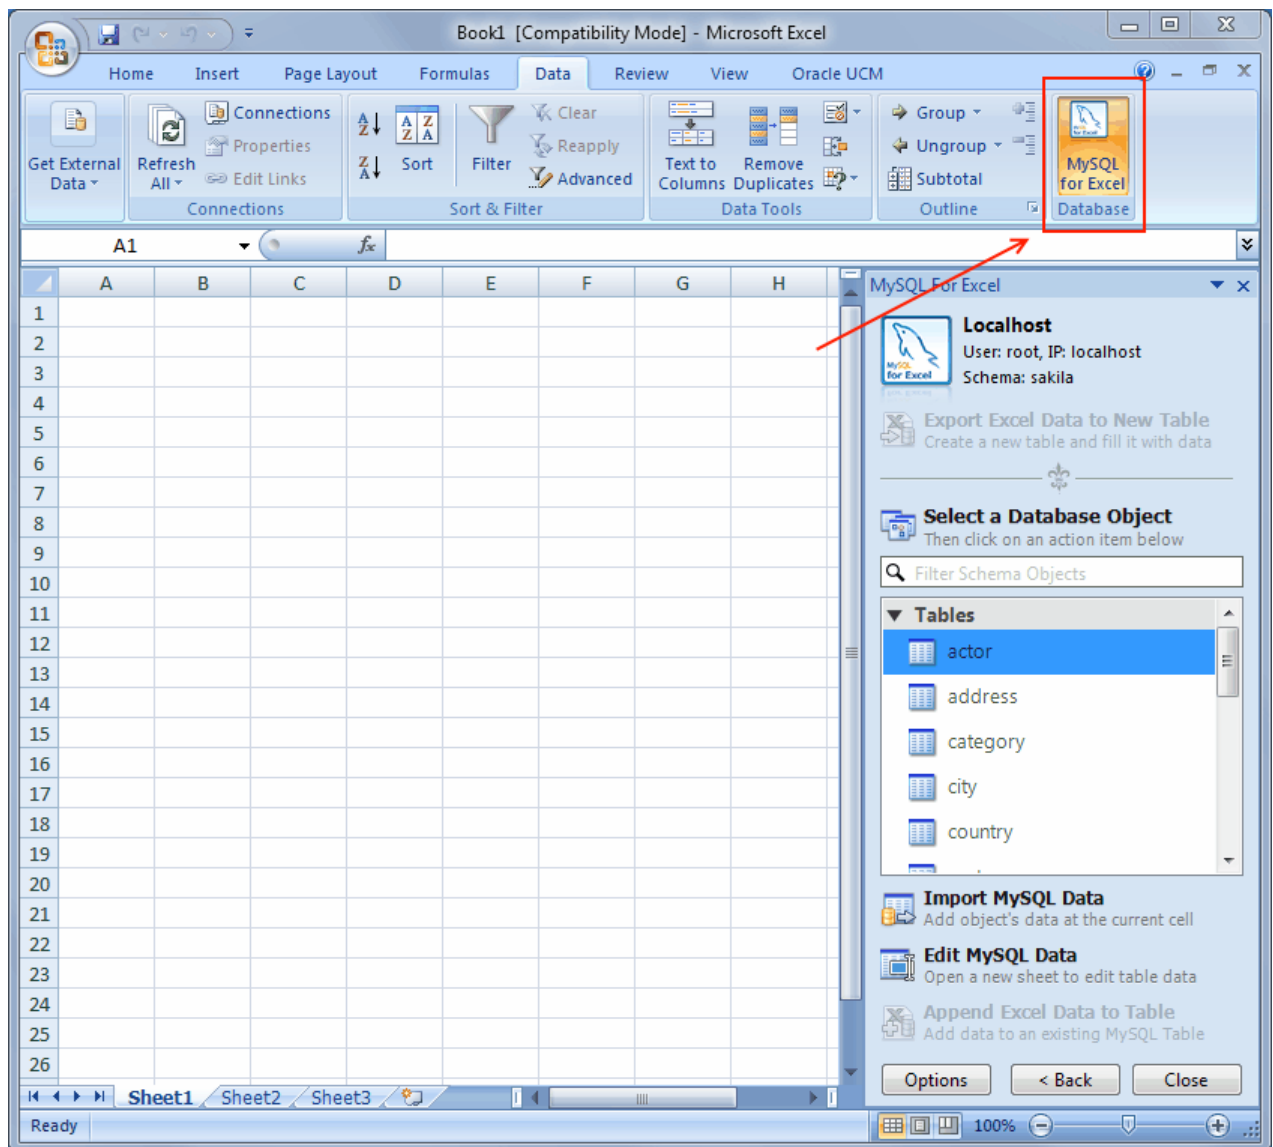 Book1 [Compatibility Mode] - Microsoft Excel
Home Insert Page Layout Formulas Data Review View Oracle UCM
Get External Data
Refresh All
Connections
Properties
Edit Links
Connections
A Z
Z A
A Z
Z A
Sort
Filter
Clear
Reapply
Advanced
Sort & Filter
Text to Columns
Remove Duplicates
Data Tools
Group
Ungroup
Subtotal
Outline
MySQL for Excel
Database
A1
fx
A B C D E F G H
1
2
3
4
5
6
7
8
9
10
11
12
13
14
15
16
17
18
19
20
21
22
23
24
25
26
MySQL For Excel
MySQL for Excel
Localhost
User: root, IP: localhost
Schema: sakila
Export Excel Data to New Table
Create a new table and fill it with data
Select a Database Object
Then click on an action item below
Filter Schema Objects
Tables
actor
address
category
city
country
Import MySQL Data
Add object's data at the current cell
Edit MySQL Data
Open a new sheet to edit table data
Append Excel Data to Table
Add data to an existing MySQL Table
Options < Back Close
Sheet1 Sheet2 Sheet3
Ready
100%